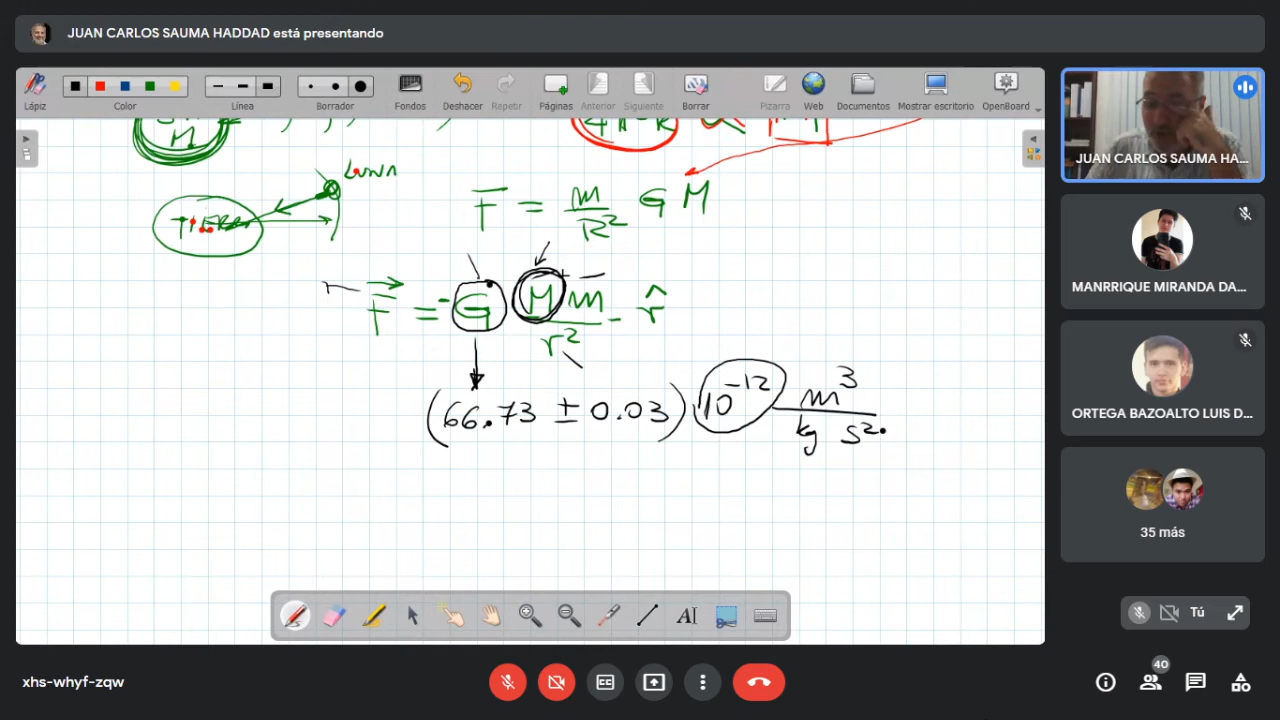 JUAN CARLOS SAUMA HADDAD está presentando
Lápiz
Color
Línea
Borrador
Fondos
Deshacer
Repetir
Páginas
Anterior
Siguiente
Borrar
Pizarra
Web
Documentos
Mostrar escritorio
OpenBoard
M
LUNA
TIERRA
F = m/R² G M
F⃗ = -G Mm/r² r̂
(66.73 ± 0.03) 10⁻¹² m³/kg s²
AI
JUAN CARLOS SAUMA HA...
MANRRIQUE MIRANDA DA...
ORTEGA BAZOALTO LUIS D...
35 más
Tú
xhs-whyf-zqw
CC
40